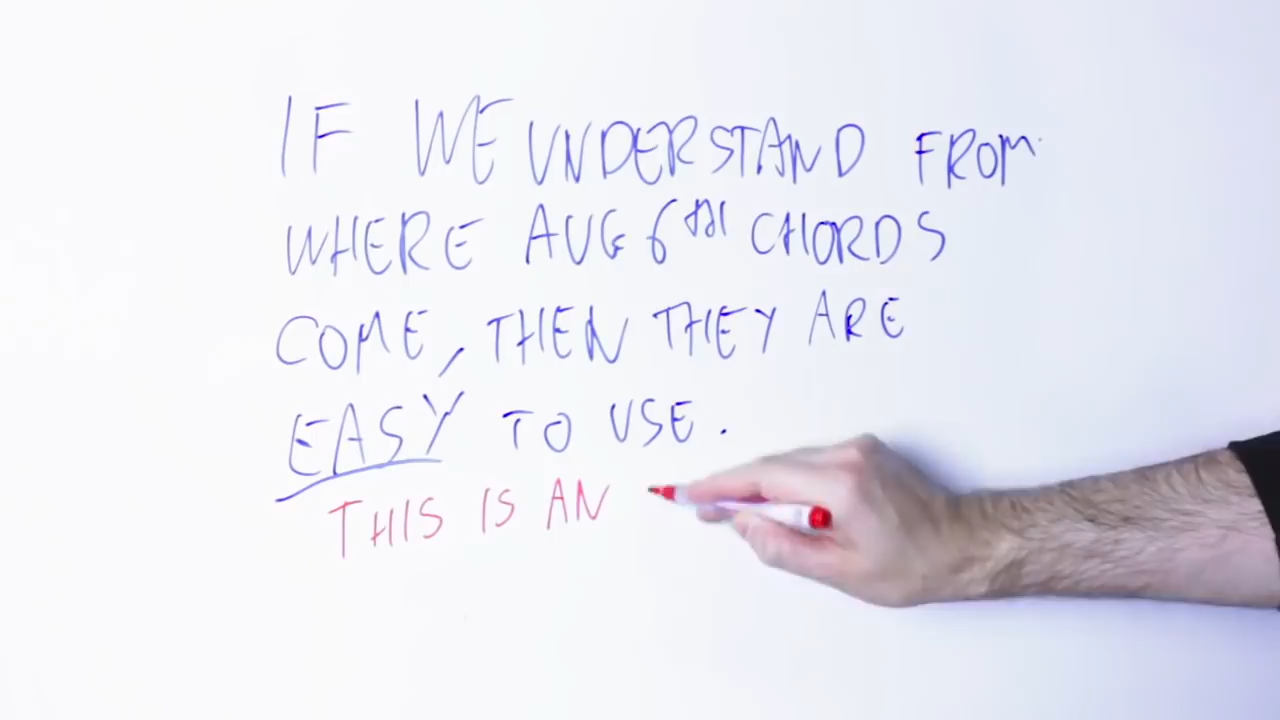 IF WE UNDERSTAND FROM
WHERE AUG 6TH CHORDS
COME, THEN THEY ARE
EASY TO USE.
THIS IS AN